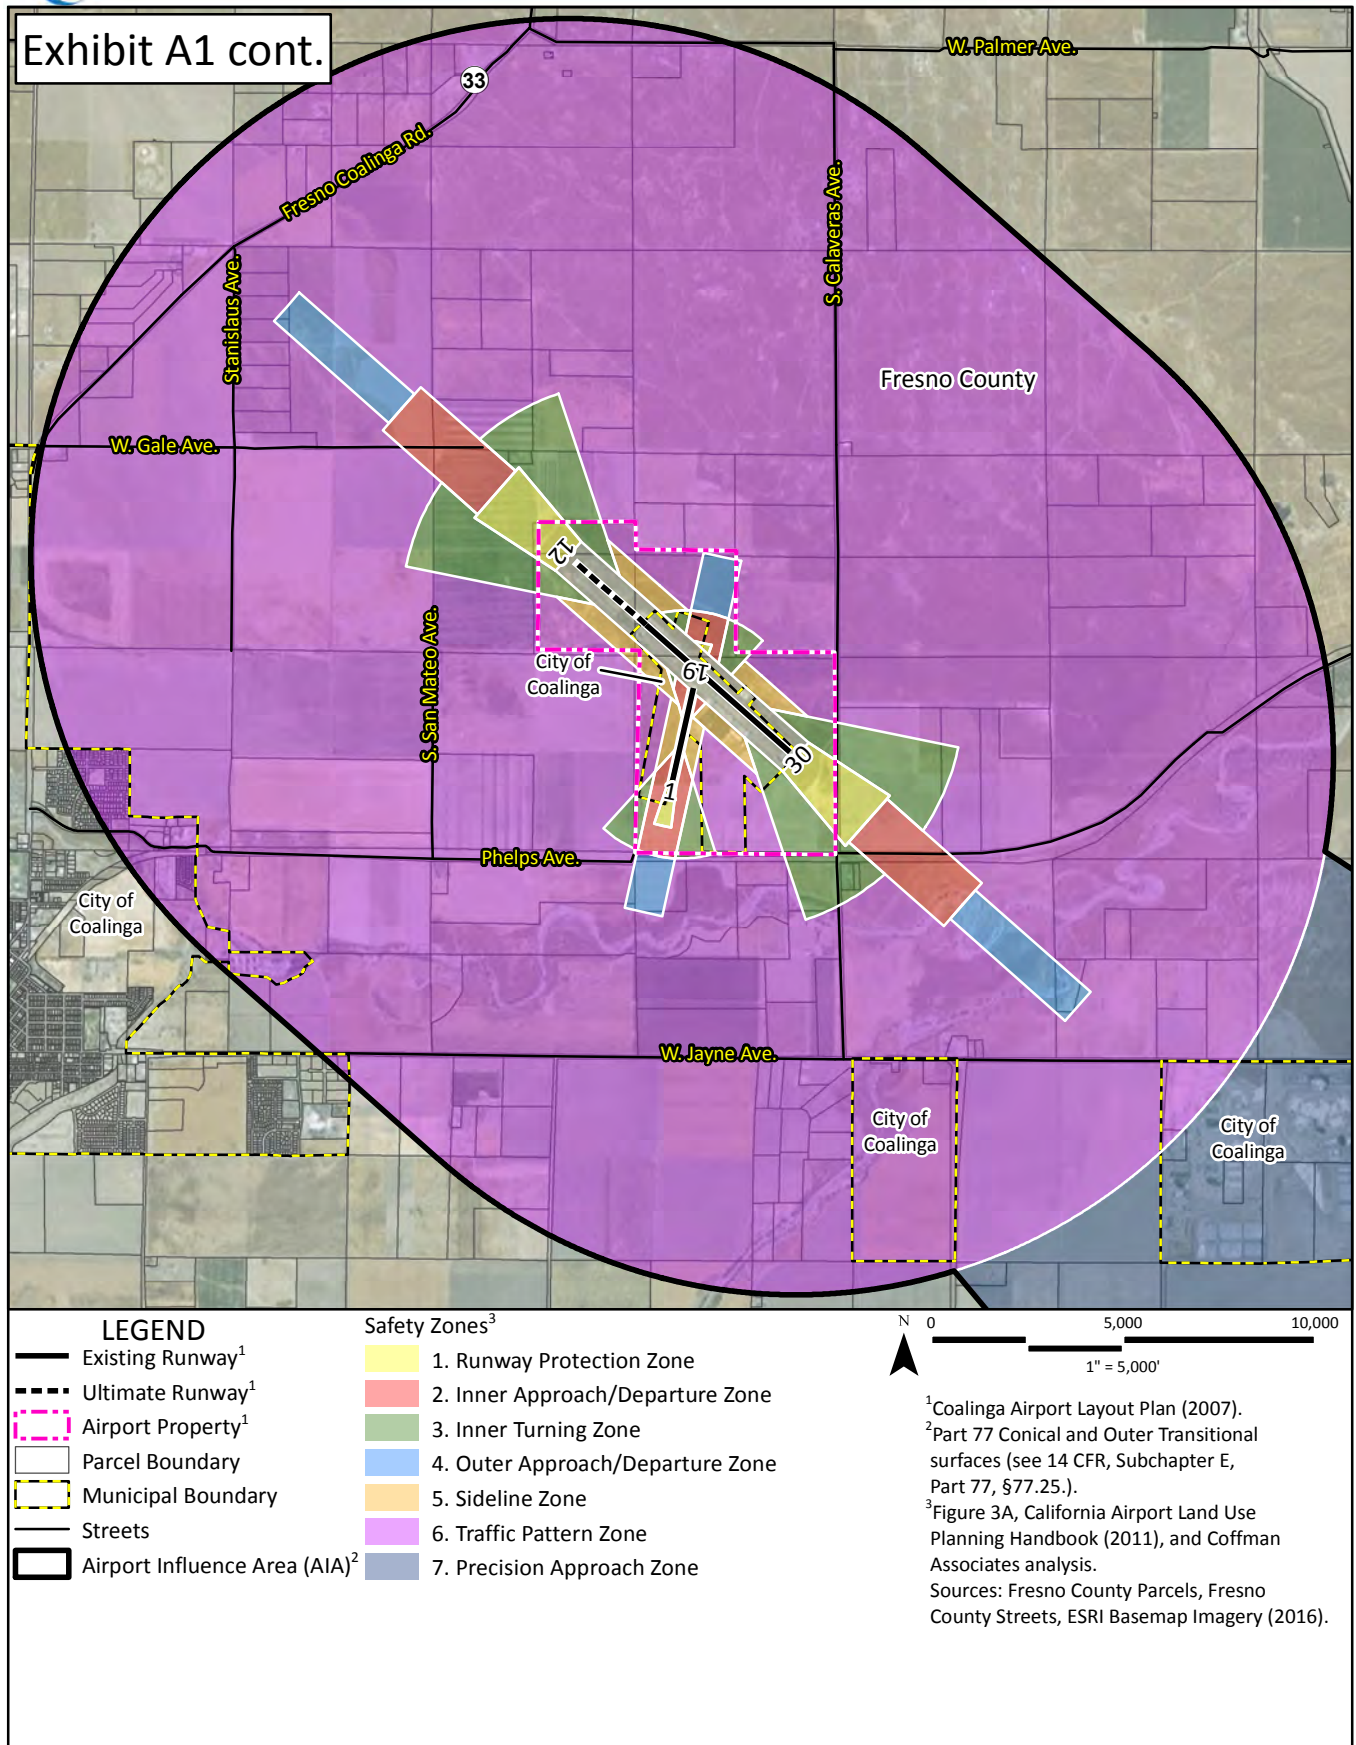 Exhibit A1 cont.
W. Palmer Ave.
33
Fresno Coalinga Rd.
S. Calaveras Ave.
Stanislaus Ave.
Fresno County
W. Gale Ave.
12
S. San Mateo Ave.
City of
Coalinga
19
30
1
Phelps Ave.
City of
Coalinga
W. Jayne Ave.
City of
Coalinga
City of
Coalinga
LEGEND
Existing Runway¹
Ultimate Runway¹
Airport Property¹
Parcel Boundary
Municipal Boundary
Streets
Airport Influence Area (AIA)²
Safety Zones³
1. Runway Protection Zone
2. Inner Approach/Departure Zone
3. Inner Turning Zone
4. Outer Approach/Departure Zone
5. Sideline Zone
6. Traffic Pattern Zone
7. Precision Approach Zone
N
0 5,000 10,000
1" = 5,000'
¹Coalinga Airport Layout Plan (2007).
²Part 77 Conical and Outer Transitional
surfaces (see 14 CFR, Subchapter E,
Part 77, §77.25.).
³Figure 3A, California Airport Land Use
Planning Handbook (2011), and Coffman
Associates analysis.
Sources: Fresno County Parcels, Fresno
County Streets, ESRI Basemap Imagery (2016).